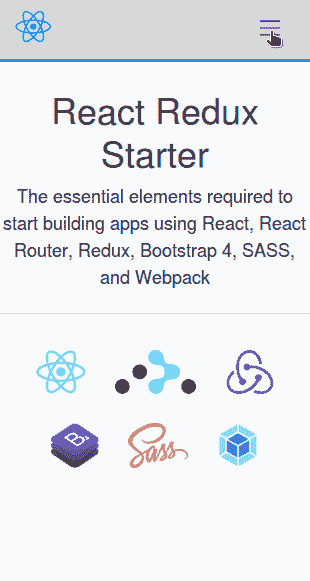 React Redux
Starter
The essential elements required to
start building apps using React, React
Router, Redux, Bootstrap 4, SASS,
and Webpack
B
Sass